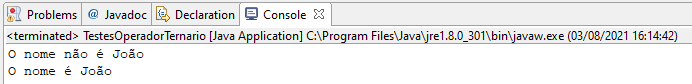 Problems @ Javadoc Declaration Console
<terminated> TestesOperadorTernario [Java Application] C:\Program Files\Java\jre1.8.0_301\bin\javaw.exe (03/08/2021 16:14:42)
O nome não é João
O nome é João